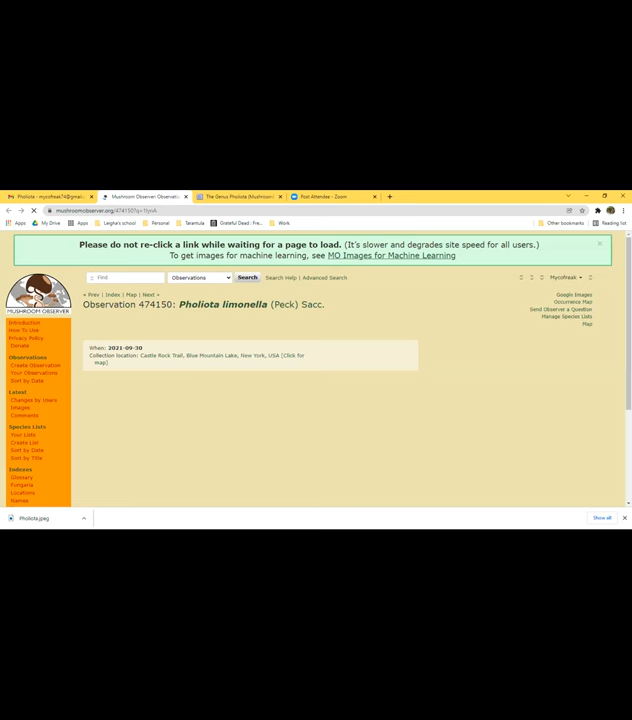 Pholiota - mycofreak74@gmail
Mushroom Observer: Observatio
The Genus Pholiota (Mushroom
Post Attendee - Zoom
mushroomobserver.org/474150?q=
Apps
My Drive
Apps
Leigha's school
Personal
Tarantula
Grateful Dead : Fre...
Work
Other bookmarks
Reading list
Please do not re-click a link while waiting for a page to load. (It's slower and degrades site speed for all users.)
To get images for machine learning, see MO Images for Machine Learning
Find
Observations
Search
Search Help | Advanced Search
Mycofreak
MUSHROOM OBSERVER
« Prev | Index | Map | Next »
Observation 474150: Pholiota limonella (Peck) Sacc.
Google Images
Occurrence Map
Send Observer a Question
Manage Species Lists
Map
When: 2021-09-30
Collection location: Castle Rock Trail, Blue Mountain Lake, New York, USA [Click for
map]
Introduction
How To Use
Privacy Policy
Donate
Observations
Create Observation
Your Observations
Sort by Date
Latest
Changes by Users
Images
Comments
Species Lists
Your Lists
Create List
Sort by Date
Sort by Title
Indexes
Glossary
Fungaria
Locations
Names
Pholiota.jpeg
Show all